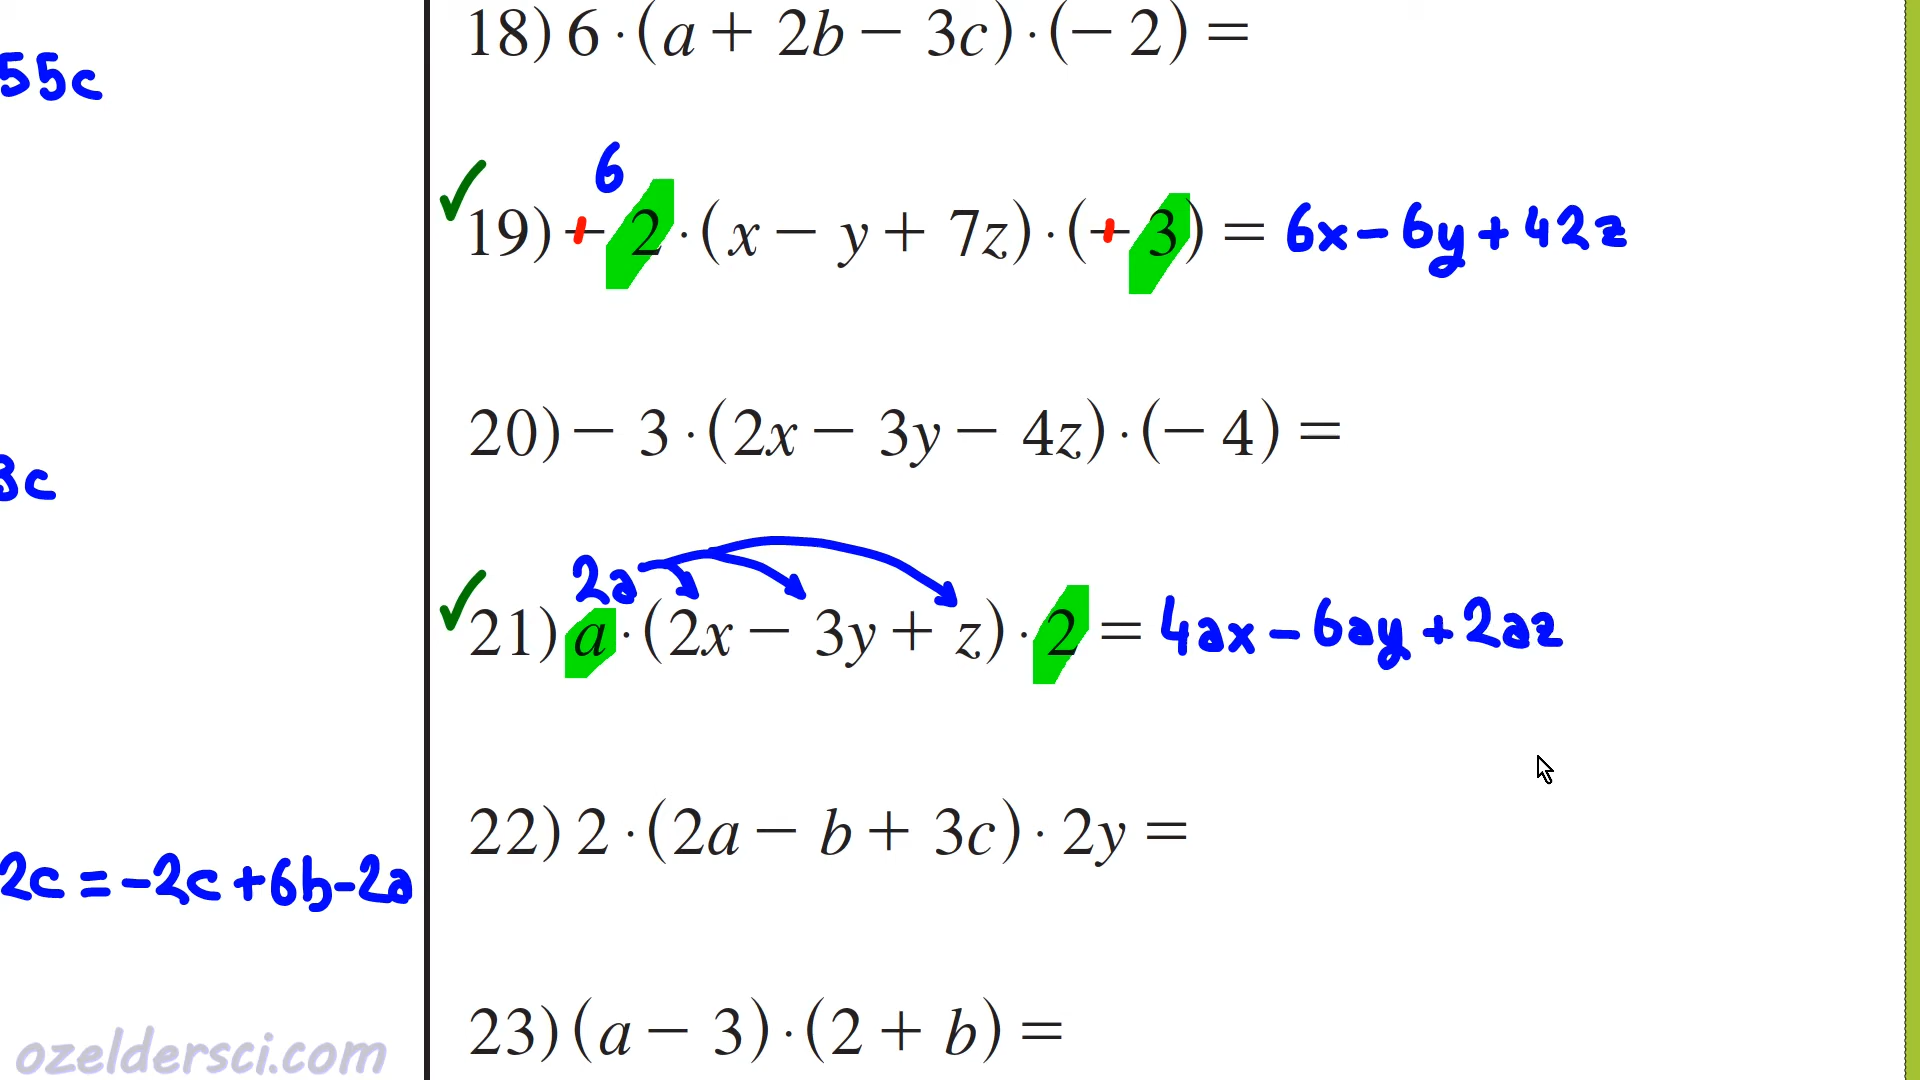 55c
3c
2c = -2c + 6b - 2a
18) 6 · (a + 2b − 3c) · (− 2) =
6
19) − 2 · (x − y + 7z) · (− 3) = 6x - 6y + 42z
20) − 3 · (2x − 3y − 4z) · (− 4) =
2a
21) a · (2x − 3y + z) · 2 = 4ax - 6ay + 2az
22) 2 · (2a − b + 3c) · 2y =
23) (a − 3) · (2 + b) =
ozeldersci.com